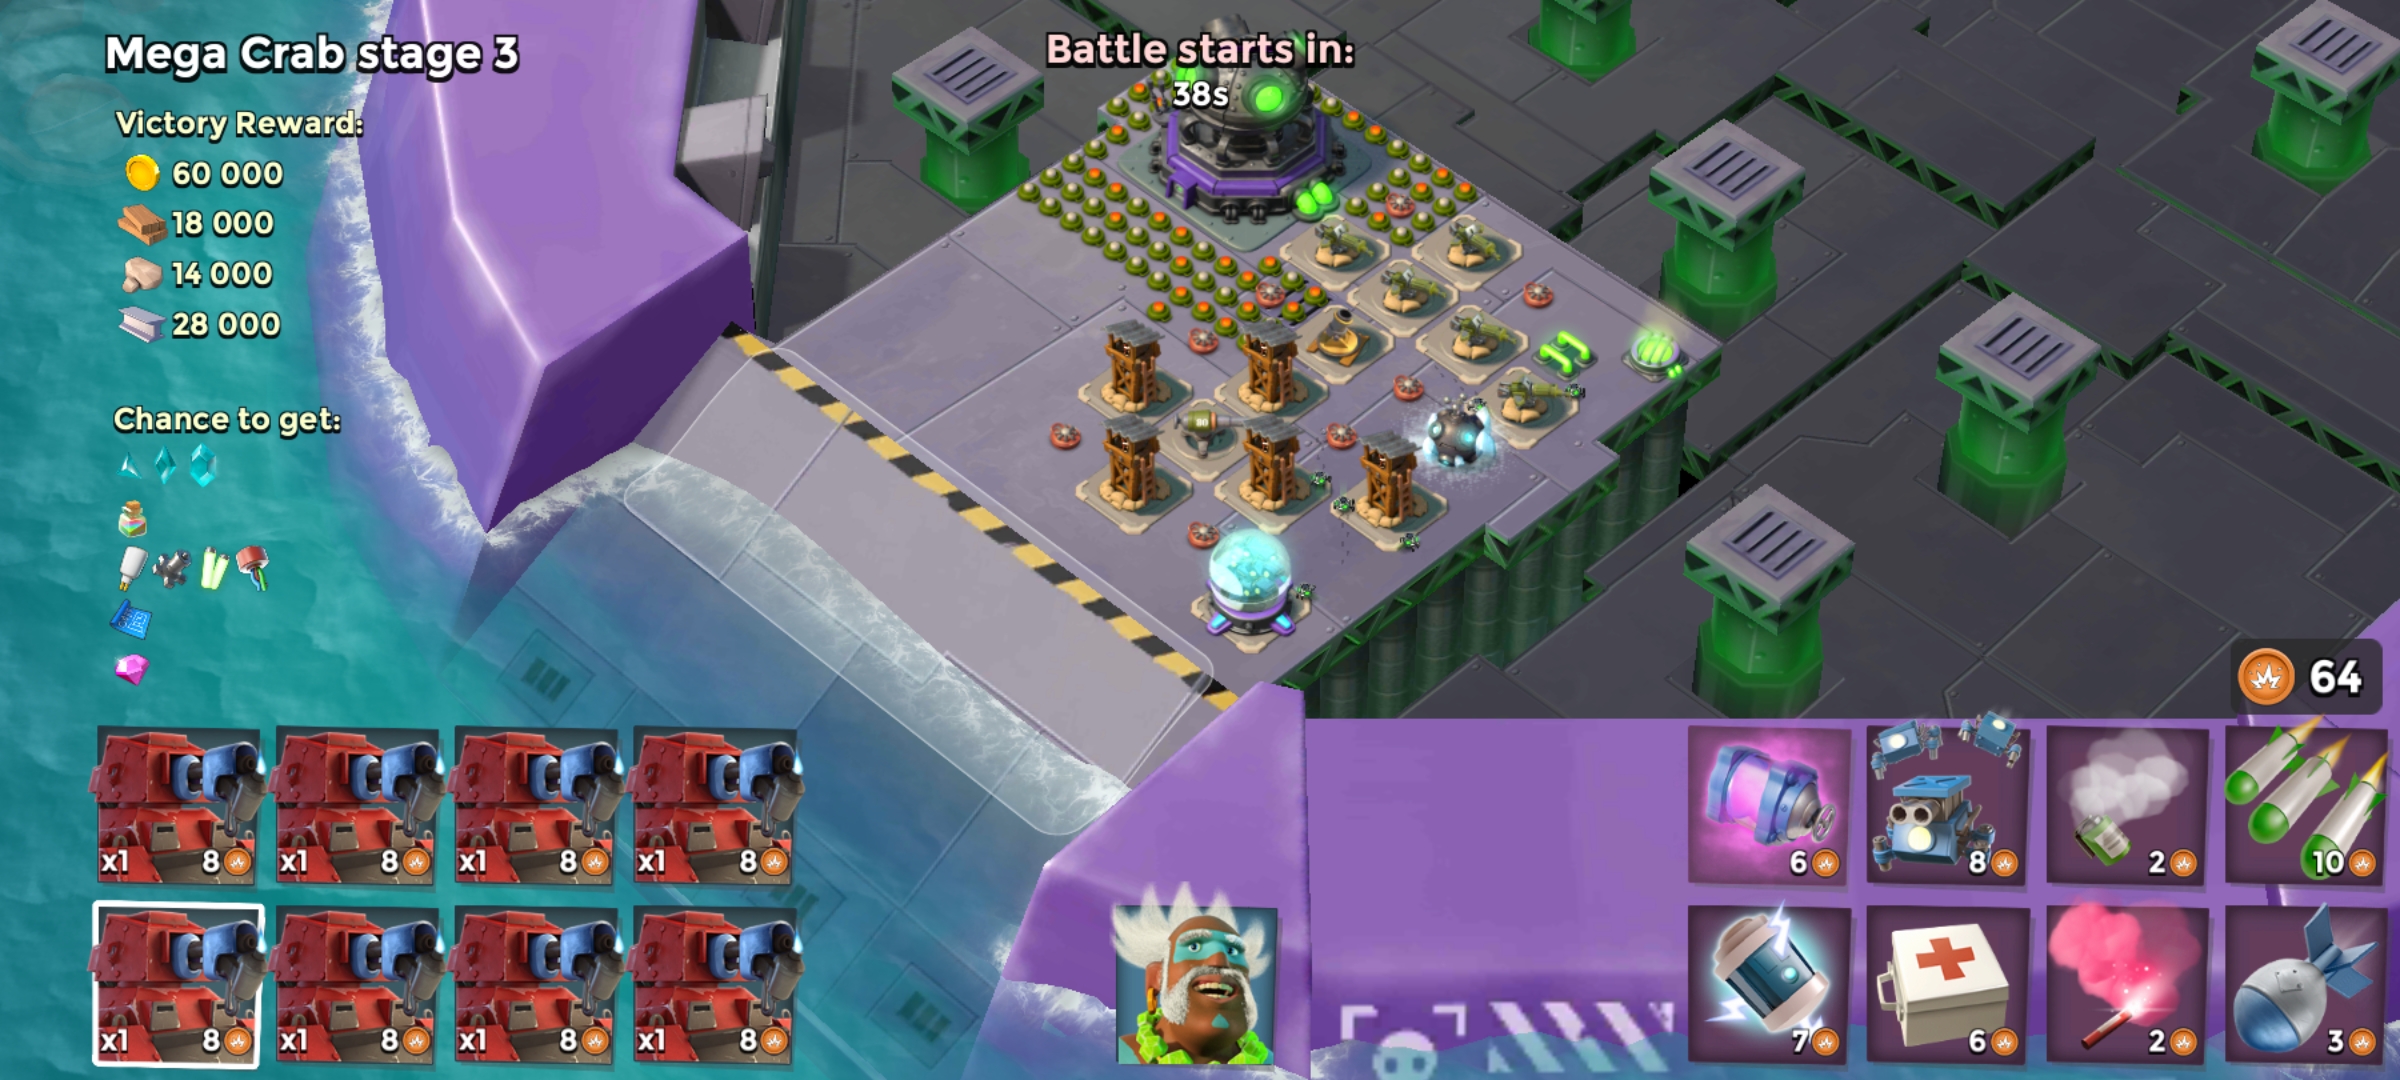 Mega Crab stage 3
Battle starts in:
38s
Victory Reward:
60 000
18 000
14 000
28 000
Chance to get:
64
x1 8
x1 8
x1 8
x1 8
6
8
2
10
x1 8
x1 8
x1 8
x1 8
7
6
2
3